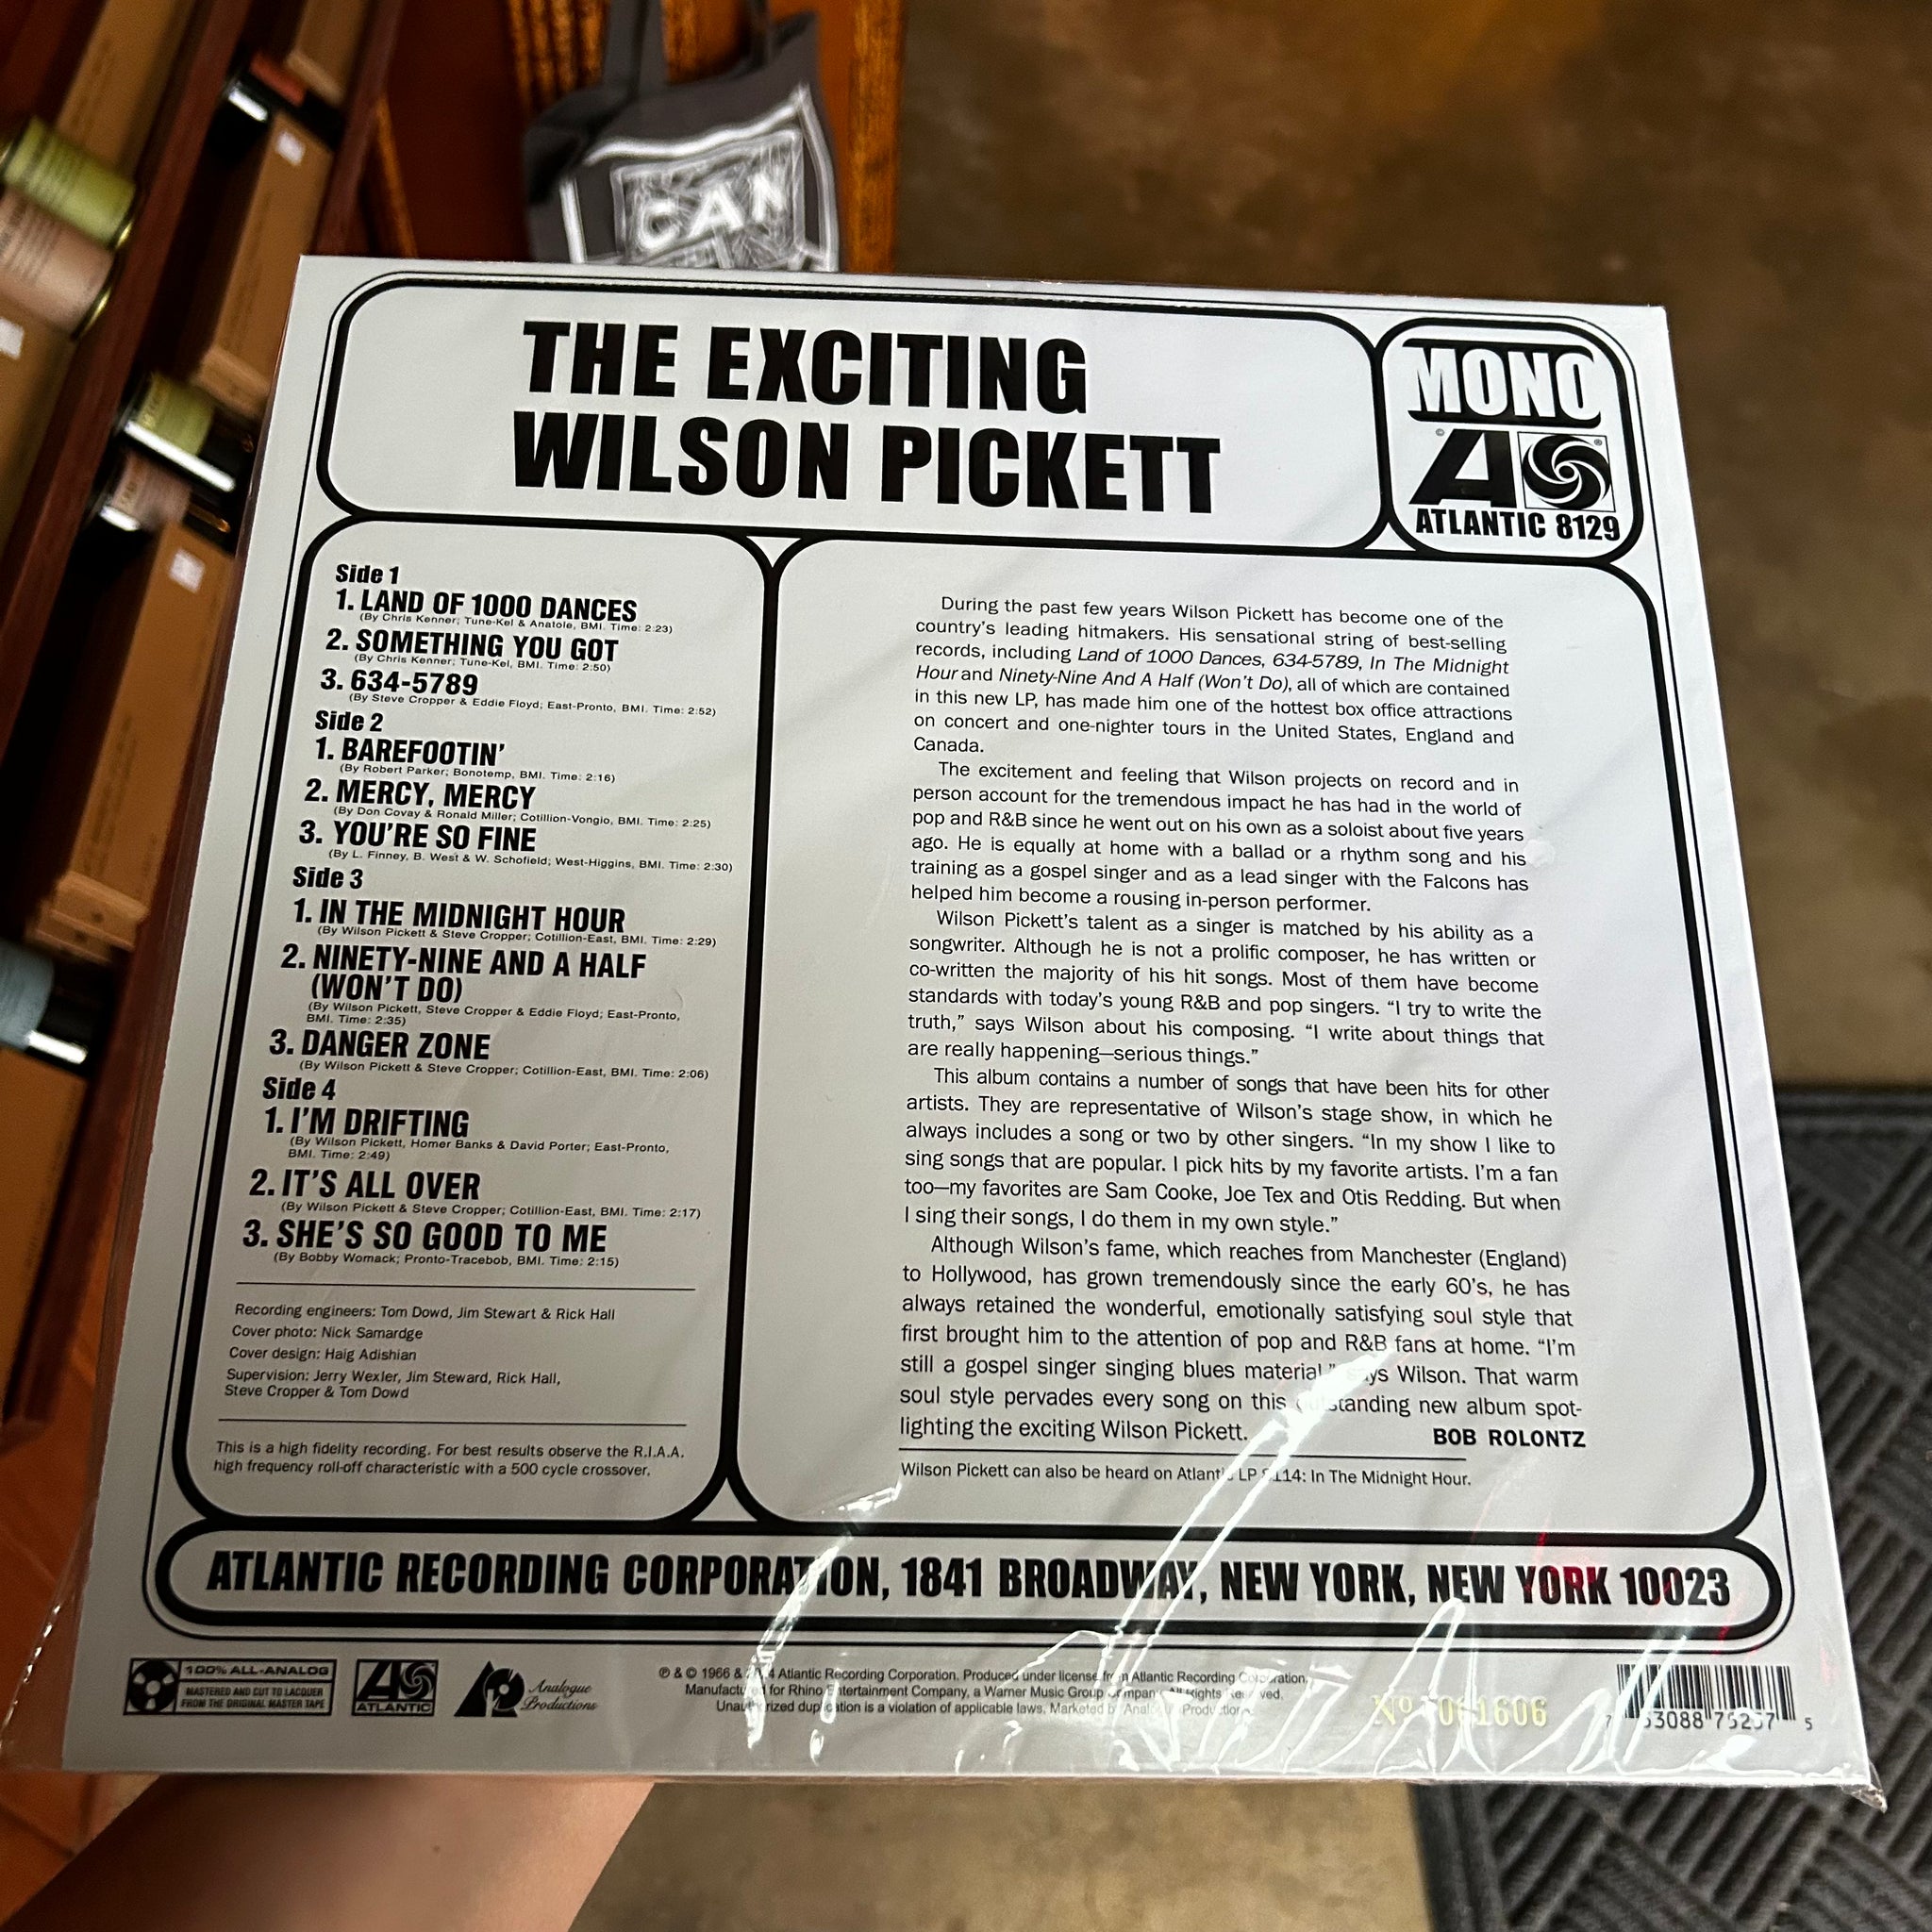 CAN
THE EXCITING
WILSON PICKETT
MONO
ATLANTIC 8129
Side 1
1. LAND OF 1000 DANCES
(By Chris Kenner; Tune-Kel & Anatole, BMI. Time: 2:23)
2. SOMETHING YOU GOT
(By Chris Kenner; Tune-Kel, BMI. Time: 2:50)
3. 634-5789
(By Steve Cropper & Eddie Floyd; East-Pronto, BMI. Time: 2:52)
Side 2
1. BAREFOOTIN'
(By Robert Parker; Bonotemp, BMI. Time: 2:16)
2. MERCY, MERCY
(By Don Covay & Ronald Miller; Cotillion-Vongio, BMI. Time: 2:25)
3. YOU'RE SO FINE
(By L. Finney, B. West & W. Schofield; West-Higgins, BMI. Time: 2:30)
Side 3
1. IN THE MIDNIGHT HOUR
(By Wilson Pickett & Steve Cropper; Cotillion-East, BMI. Time: 2:29)
2. NINETY-NINE AND A HALF
(WON'T DO)
(By Wilson Pickett, Steve Cropper & Eddie Floyd; East-Pronto,
BMI. Time: 2:35)
3. DANGER ZONE
(By Wilson Pickett & Steve Cropper; Cotillion-East, BMI. Time: 2:06)
Side 4
1. I'M DRIFTING
(By Wilson Pickett, Homer Banks & David Porter; East-Pronto,
BMI. Time: 2:49)
2. IT'S ALL OVER
(By Wilson Pickett & Steve Cropper; Cotillion-East, BMI. Time: 2:17)
3. SHE'S SO GOOD TO ME
(By Bobby Womack; Pronto-Tracebob, BMI. Time: 2:15)
Recording engineers: Tom Dowd, Jim Stewart & Rick Hall
Cover photo: Nick Samardge
Cover design: Haig Adishian
Supervision: Jerry Wexler, Jim Steward, Rick Hall,
Steve Cropper & Tom Dowd
This is a high fidelity recording. For best results observe the R.I.A.A.
high frequency roll-off characteristic with a 500 cycle crossover.
During the past few years Wilson Pickett has become one of the
country's leading hitmakers. His sensational string of best-selling
records, including Land of 1000 Dances, 634-5789, In The Midnight
Hour and Ninety-Nine And A Half (Won't Do), all of which are contained
in this new LP, has made him one of the hottest box office attractions
on concert and one-nighter tours in the United States, England and
Canada.
The excitement and feeling that Wilson projects on record and in
person account for the tremendous impact he has had in the world of
pop and R&B since he went out on his own as a soloist about five years
ago. He is equally at home with a ballad or a rhythm song and his
training as a gospel singer and as a lead singer with the Falcons has
helped him become a rousing in-person performer.
Wilson Pickett's talent as a singer is matched by his ability as a
songwriter. Although he is not a prolific composer, he has written or
co-written the majority of his hit songs. Most of them have become
standards with today's young R&B and pop singers. "I try to write the
truth," says Wilson about his composing. "I write about things that
are really happening—serious things."
This album contains a number of songs that have been hits for other
artists. They are representative of Wilson's stage show, in which he
always includes a song or two by other singers. "In my show I like to
sing songs that are popular. I pick hits by my favorite artists. I'm a fan
too—my favorites are Sam Cooke, Joe Tex and Otis Redding. But when
I sing their songs, I do them in my own style."
Although Wilson's fame, which reaches from Manchester (England)
to Hollywood, has grown tremendously since the early 60's, he has
always retained the wonderful, emotionally satisfying soul style that
first brought him to the attention of pop and R&B fans at home. "I'm
still a gospel singer singing blues material," says Wilson. That warm
soul style pervades every song on this outstanding new album spot-
lighting the exciting Wilson Pickett.
BOB ROLONTZ
Wilson Pickett can also be heard on Atlantic LP 8114: In The Midnight Hour.
ATLANTIC RECORDING CORPORATION, 1841 BROADWAY, NEW YORK, NEW YORK 10023
100% ALL-ANALOG
MASTERED AND CUT TO LACQUER
FROM THE ORIGINAL MASTER TAPE
ATLANTIC
Analogue
Productions
℗ & © 1966 & Atlantic Recording Corporation. Produced under license from Atlantic Recording Corporation.
Manufactured for Rhino Entertainment Company, a Warner Music Group Company. All Rights Reserved.
Unauthorized duplication is a violation of applicable laws. Marketed by Analogue Productions.